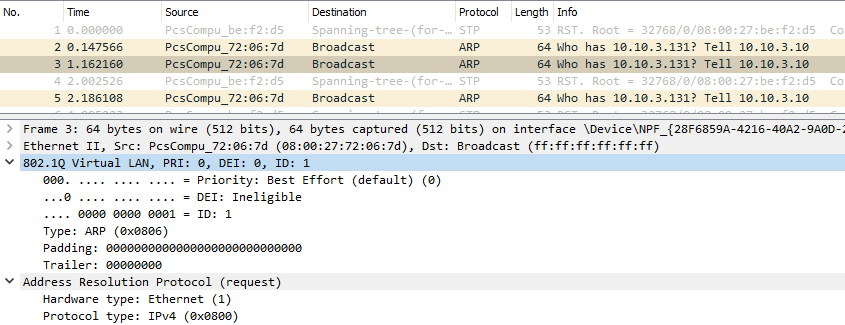 No. Time Source Destination Protocol Length Info
1 0.000000 PcsCompu_be:f2:d5 Spanning-tree-(for-… STP 53 RST. Root = 32768/0/08:00:27:be:f2:d5 Co
2 0.147566 PcsCompu_72:06:7d Broadcast ARP 64 Who has 10.10.3.131? Tell 10.10.3.10
3 1.162160 PcsCompu_72:06:7d Broadcast ARP 64 Who has 10.10.3.131? Tell 10.10.3.10
4 2.002526 PcsCompu_be:f2:d5 Spanning-tree-(for-… STP 53 RST. Root = 32768/0/08:00:27:be:f2:d5 Co
5 2.186108 PcsCompu_72:06:7d Broadcast ARP 64 Who has 10.10.3.131? Tell 10.10.3.10
Frame 3: 64 bytes on wire (512 bits), 64 bytes captured (512 bits) on interface \Device\NPF_{28F6859A-4216-40A2-9A0D-2
Ethernet II, Src: PcsCompu_72:06:7d (08:00:27:72:06:7d), Dst: Broadcast (ff:ff:ff:ff:ff:ff)
802.1Q Virtual LAN, PRI: 0, DEI: 0, ID: 1
000. .... .... .... = Priority: Best Effort (default) (0)
...0 .... .... .... = DEI: Ineligible
.... 0000 0000 0001 = ID: 1
Type: ARP (0x0806)
Padding: 0000000000000000000000000000
Trailer: 00000000
Address Resolution Protocol (request)
Hardware type: Ethernet (1)
Protocol type: IPv4 (0x0800)